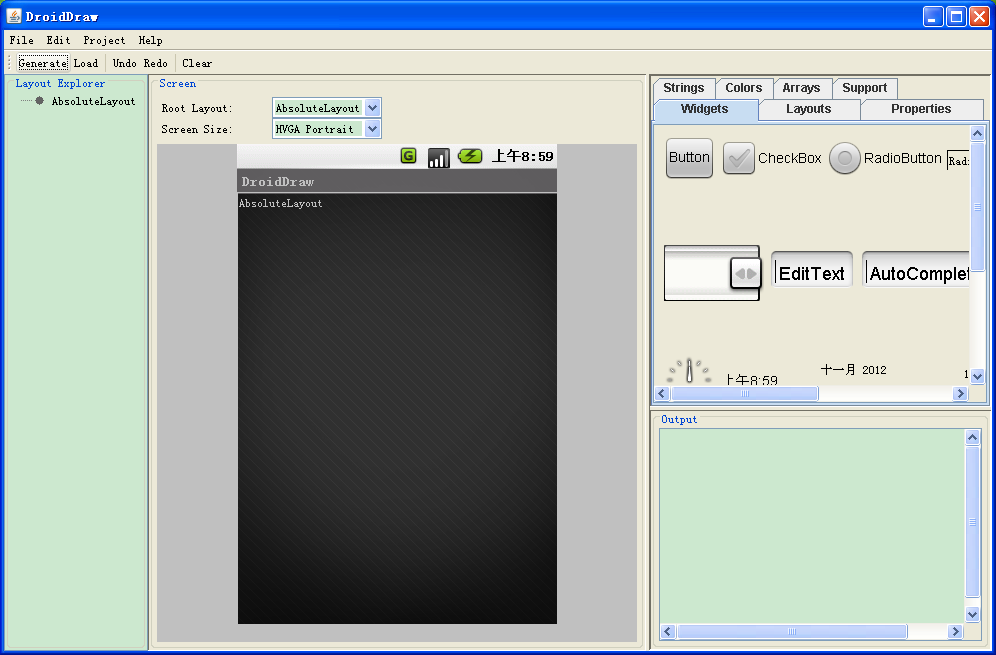 DroidDraw
File Edit Project Help
Generate Load Undo Redo Clear
Layout Explorer
AbsoluteLayout
Screen
Root Layout: AbsoluteLayout
Screen Size: HVGA Portrait
上午8:59
DroidDraw
AbsoluteLayout
Strings Colors Arrays Support
Widgets Layouts Properties
Button CheckBox RadioButton
EditText AutoComplet
上午8:59 十一月 2012 1
Output